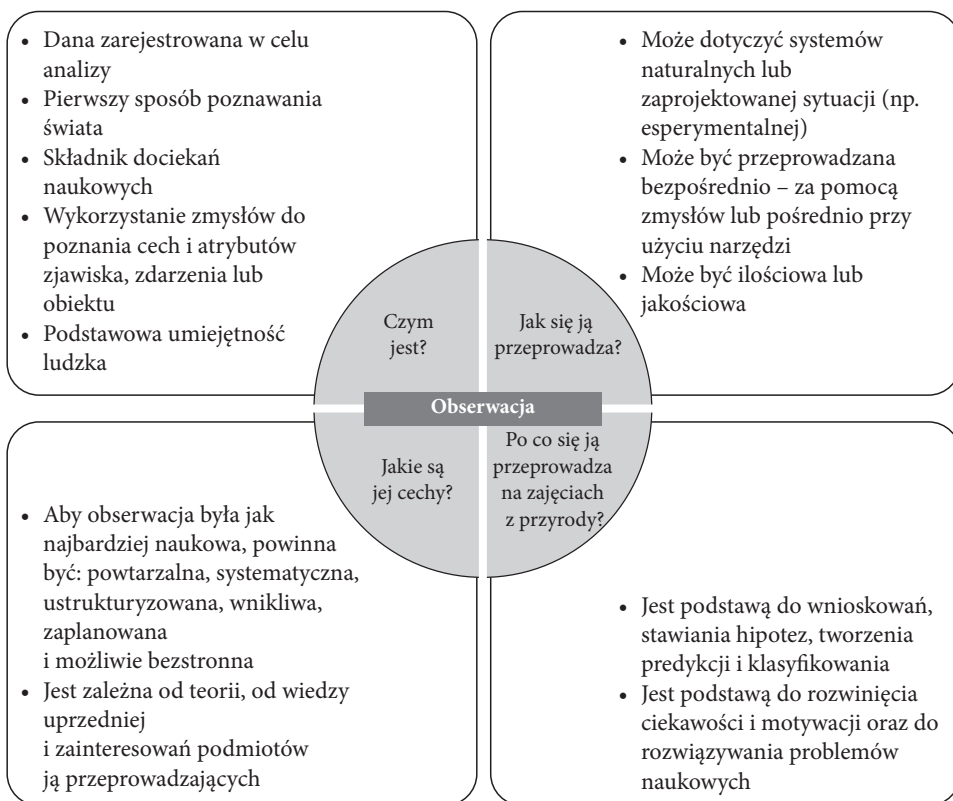 • Dana zarejestrowana w celu
analizy
• Pierwszy sposób poznawania
świata
• Składnik dociekań
naukowych
• Wykorzystanie zmysłów do
poznania cech i atrybutów
zjawiska, zdarzenia lub
obiektu
• Podstawowa umiejętność
ludzka
• Może dotyczyć systemów
naturalnych lub
zaprojektowanej sytuacji (np.
esperymentalnej)
• Może być przeprowadzana
bezpośrednio – za pomocą
zmysłów lub pośrednio przy
użyciu narzędzi
• Może być ilościowa lub
jakościowa
Czym
jest?
Jak się ją
przeprowadza?
Obserwacja
Jakie są
jej cechy?
Po co się ją
przeprowadza
na zajęciach
z przyrody?
• Aby obserwacja była jak
najbardziej naukowa, powinna
być: powtarzalna, systematyczna,
ustrukturyzowana, wnikliwa,
zaplanowana
i możliwie bezstronna
• Jest zależna od teorii, od wiedzy
uprzedniej
i zainteresowań podmiotów
ją przeprowadzających
• Jest podstawą do wnioskowań,
stawiania hipotez, tworzenia
predykcji i klasyfikowania
• Jest podstawą do rozwinięcia
ciekawości i motywacji oraz do
rozwiązywania problemów
naukowych